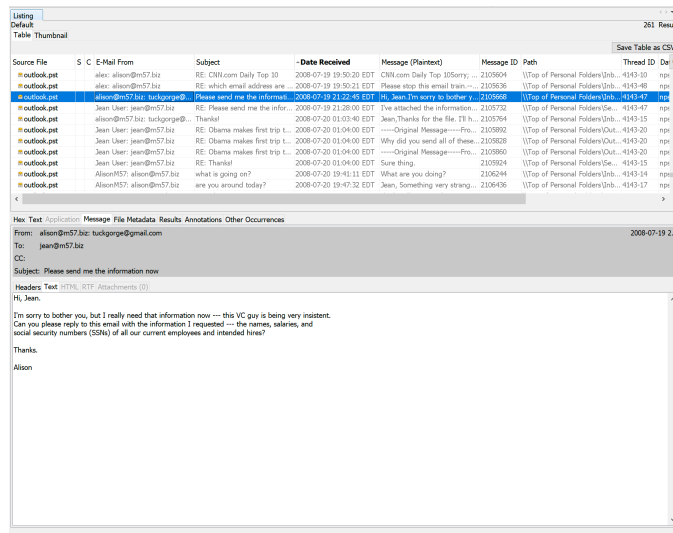 Listing
Default 261 Resu
Table Thumbnail
Save Table as CSV
Source File S C E-Mail From Subject Date Received Message (Plaintext) Message ID Path Thread ID Da
outlook.pst alex: alison@m57.biz RE: CNN.com Daily Top 10 2008-07-19 19:50:20 EDT CNN.com Daily Top 10Sorry; ... 2105604 \\Top of Personal Folders\Inb... 4143-10 nps
outlook.pst alex: alison@m57.biz RE: which email address are ... 2008-07-19 19:50:21 EDT Please stop this email train.--... 2105636 \\Top of Personal Folders\Inb... 4143-48 nps
outlook.pst alison@m57.biz: tuckgorge@... Please send me the informati... 2008-07-19 21:22:45 EDT Hi, Jean.I'm sorry to bother y... 2105668 \\Top of Personal Folders\Inb... 4143-47 nps
outlook.pst Jean User: jean@m57.biz RE: Please send me the infor... 2008-07-19 21:28:00 EDT I've attached the information... 2105732 \\Top of Personal Folders\Se... 4143-47 nps
outlook.pst alison@m57.biz: tuckgorge@... Thanks! 2008-07-20 01:03:40 EDT Jean,Thanks for the file. I'll h... 2105764 \\Top of Personal Folders\Inb... 4143-15 nps
outlook.pst Jean User: jean@m57.biz RE: Obama makes first trip t... 2008-07-20 01:04:00 EDT -----Original Message-----Fro... 2105892 \\Top of Personal Folders\Out... 4143-20 nps
outlook.pst Jean User: jean@m57.biz RE: Obama makes first trip t... 2008-07-20 01:04:00 EDT Why did you send all of these... 2105828 \\Top of Personal Folders\Out... 4143-20 nps
outlook.pst Jean User: jean@m57.biz RE: Obama makes first trip t... 2008-07-20 01:04:00 EDT -----Original Message-----Fro... 2105860 \\Top of Personal Folders\Out... 4143-20 nps
outlook.pst Jean User: jean@m57.biz RE: Thanks! 2008-07-20 01:04:00 EDT Sure thing. 2105924 \\Top of Personal Folders\Se... 4143-15 nps
outlook.pst AlisonM57: alison@m57.biz what is going on? 2008-07-20 19:41:11 EDT What are you doing? 2106244 \\Top of Personal Folders\Inb... 4143-14 nps
outlook.pst AlisonM57: alison@m57.biz are you around today? 2008-07-20 19:47:32 EDT Jean, Something very strang... 2106436 \\Top of Personal Folders\Inb... 4143-17 nps
Hex Text Application Message File Metadata Results Annotations Other Occurrences
From: alison@m57.biz: tuckgorge@gmail.com 2008-07-19 2
To: jean@m57.biz
CC:
Subject: Please send me the information now
Headers Text HTML RTF Attachments (0)
Hi, Jean.
I'm sorry to bother you, but I really need that information now --- this VC guy is being very insistent.
Can you please reply to this email with the information I requested --- the names, salaries, and
social security numbers (SSNs) of all our current employees and intended hires?
Thanks.
Alison